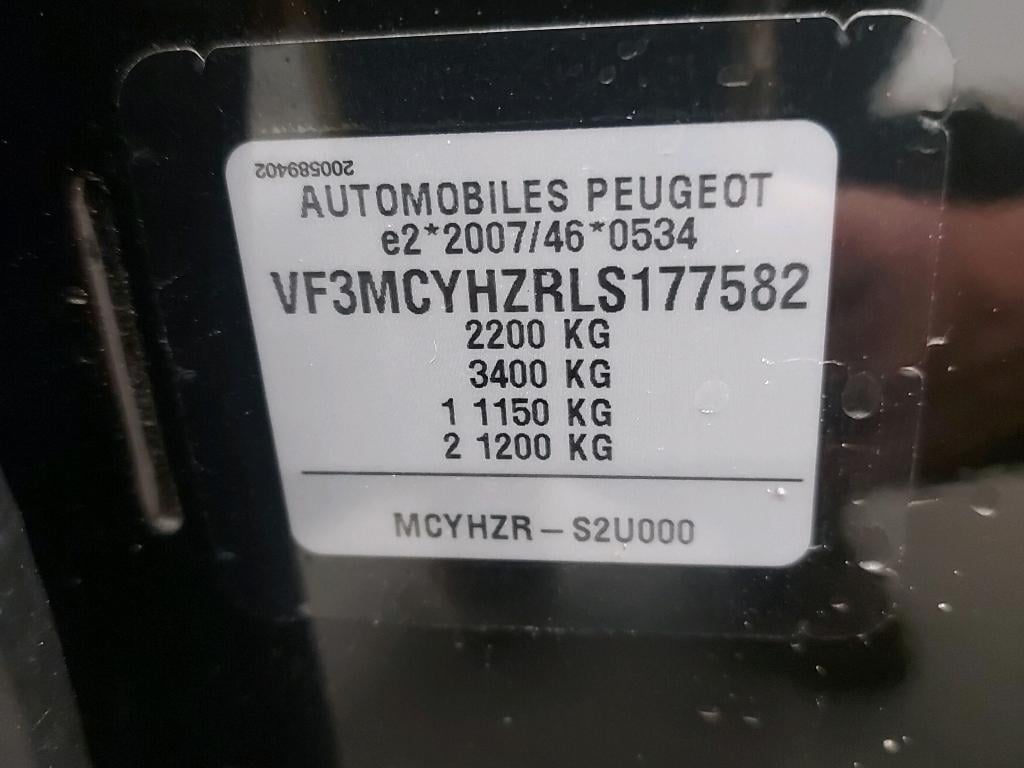 200589402
AUTOMOBILES PEUGEOT
e2*2007/46*0534
VF3MCYHZRLS177582
2200 KG
3400 KG
1 1150 KG
2 1200 KG
MCYHZR – S2U000